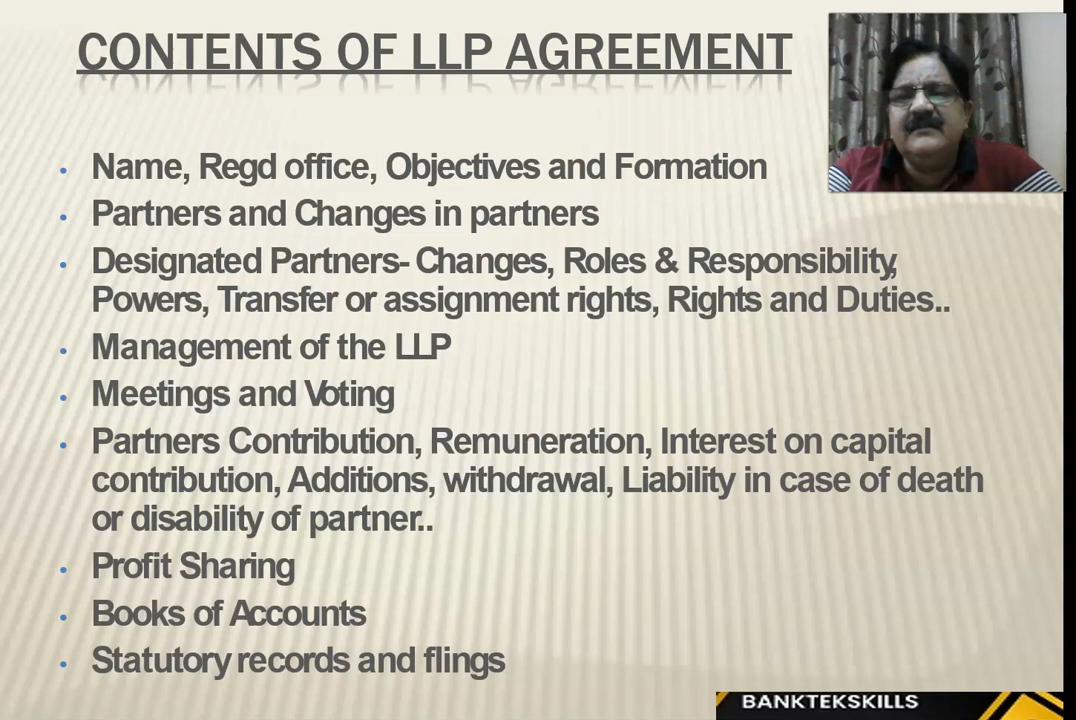 CONTENTS OF LLP AGREEMENT
• Name, Regd office, Objectives and Formation
• Partners and Changes in partners
• Designated Partners- Changes, Roles & Responsibility,
Powers, Transfer or assignment rights, Rights and Duties..
• Management of the LLP
• Meetings and Voting
• Partners Contribution, Remuneration, Interest on capital
contribution, Additions, withdrawal, Liability in case of death
or disability of partner..
• Profit Sharing
• Books of Accounts
• Statutory records and flings
BANKTEKSKILLS